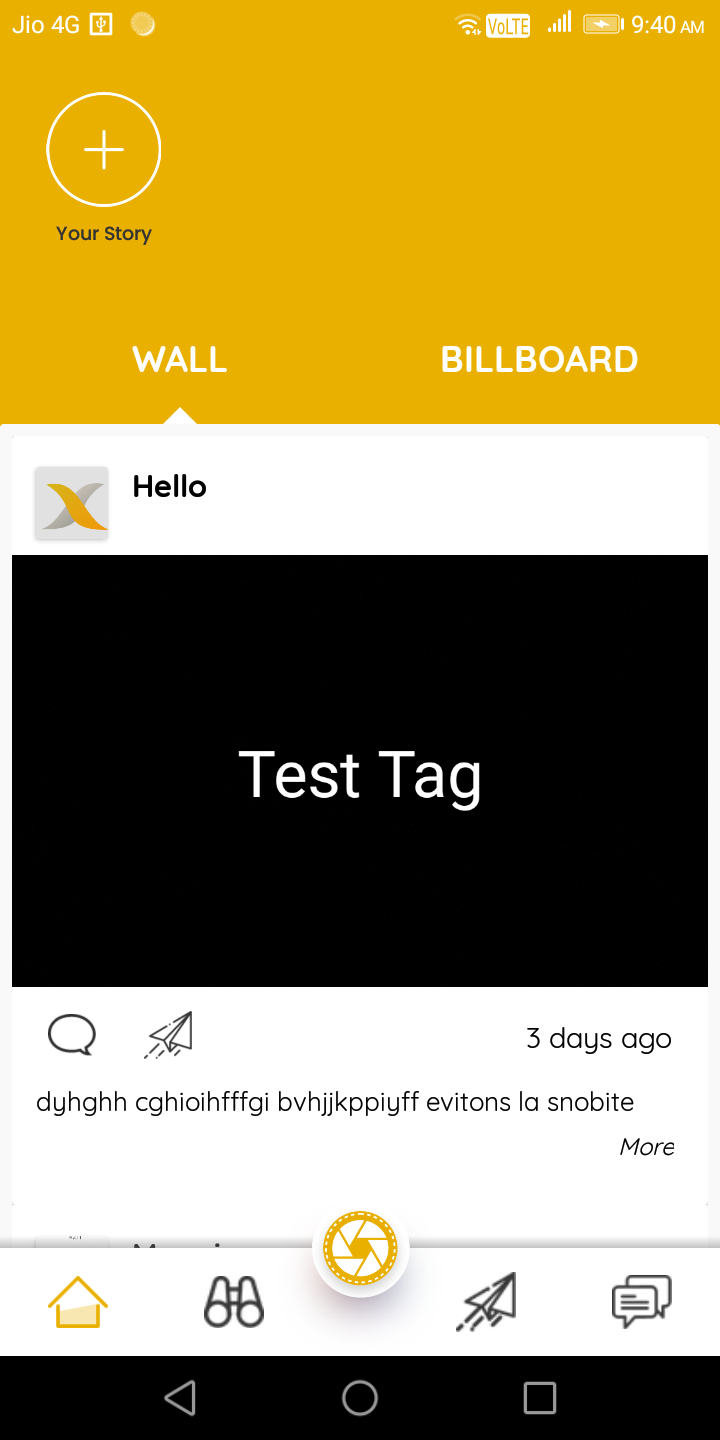 Jio 4G
VoLTE
9:40 AM
Your Story
WALL
BILLBOARD
Hello
Test Tag
3 days ago
dyhghh cghioihfffgi bvhjjkppiyff evitons la snobite
More